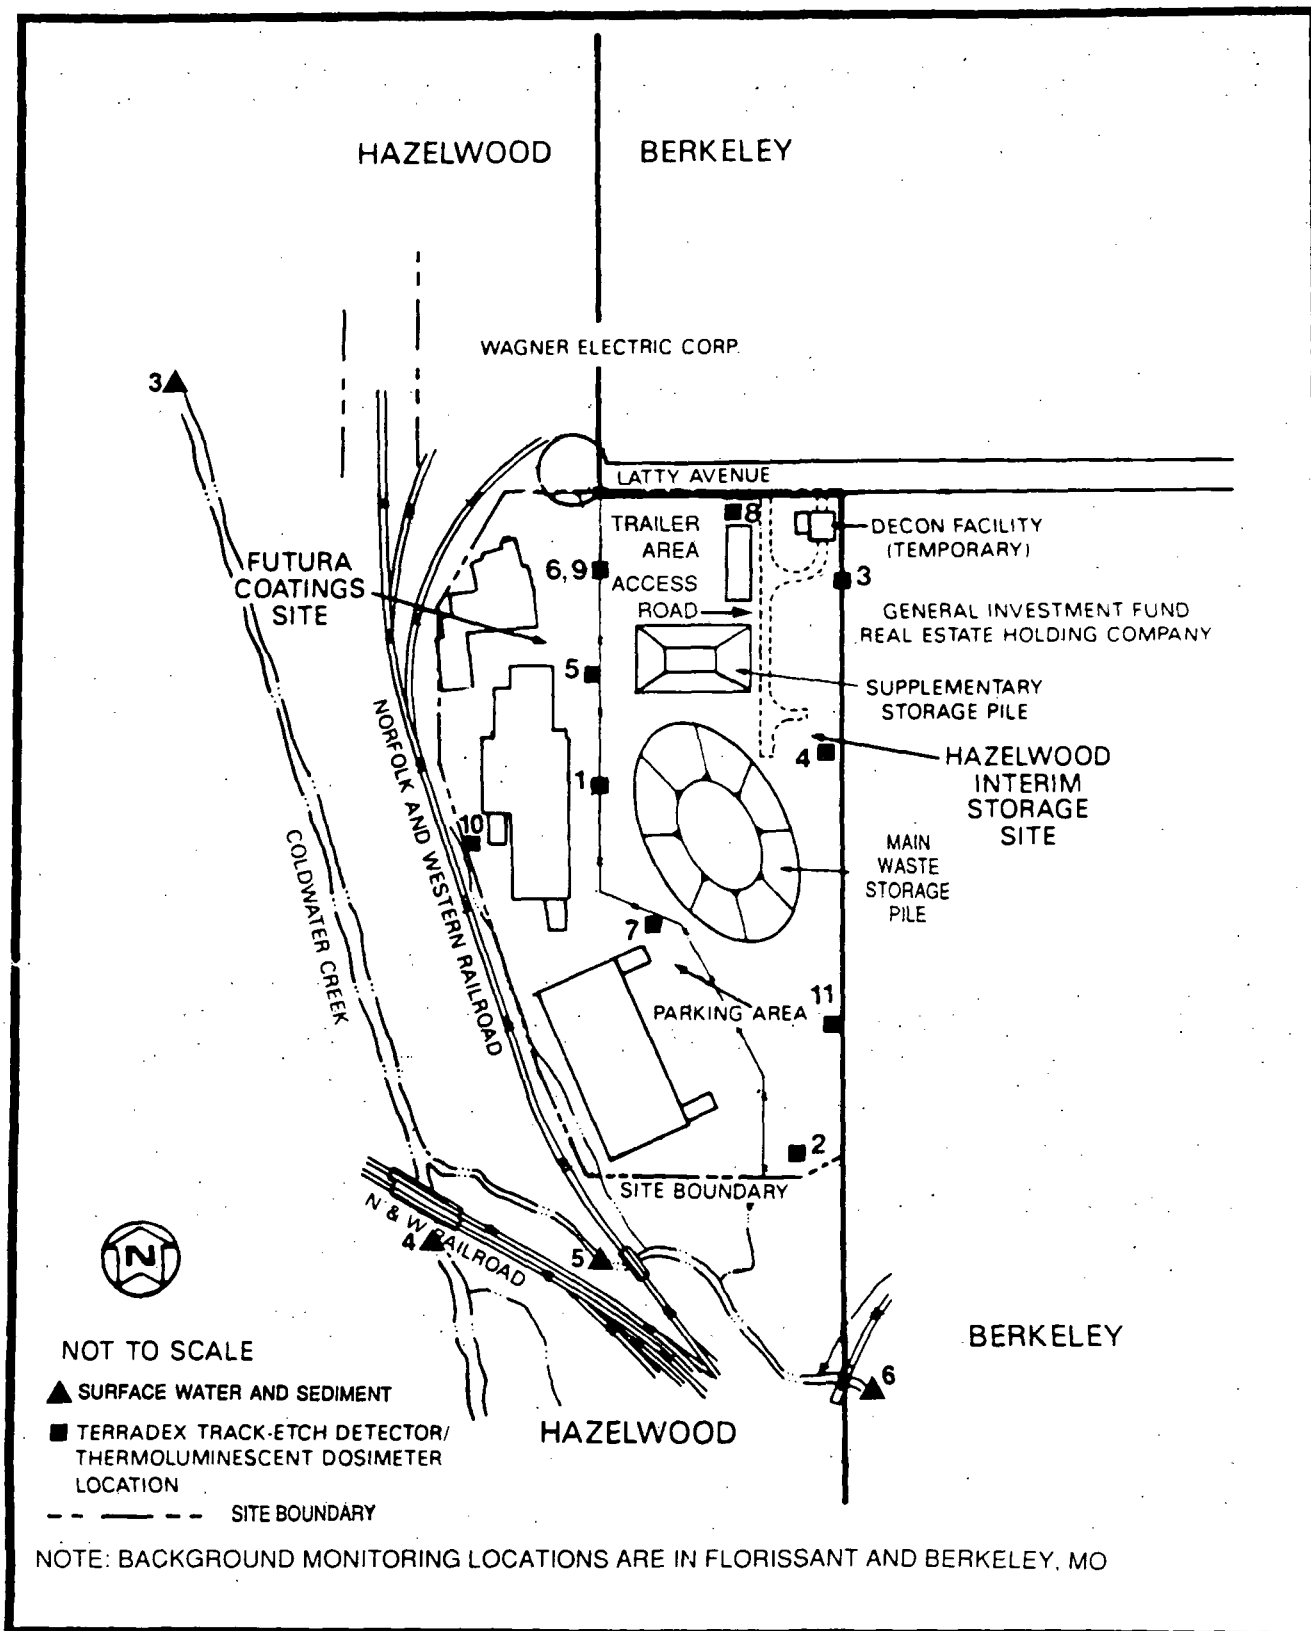 HAZELWOOD
BERKELEY
WAGNER ELECTRIC CORP.
3
LATTY AVENUE
8
TRAILER
AREA
DECON FACILITY
(TEMPORARY)
FUTURA
COATINGS
SITE
6,9
ACCESS
ROAD
3
GENERAL INVESTMENT FUND
REAL ESTATE HOLDING COMPANY
5
SUPPLEMENTARY
STORAGE PILE
4
HAZELWOOD
INTERIM
STORAGE
SITE
1
10
NORFOLK AND WESTERN RAILROAD
COLDWATER CREEK
MAIN
WASTE
STORAGE
PILE
7
PARKING AREA
11
2
SITE BOUNDARY
N & W RAILROAD
4
5
N
6
BERKELEY
HAZELWOOD
NOT TO SCALE
SURFACE WATER AND SEDIMENT
TERRADEX TRACK-ETCH DETECTOR/
THERMOLUMINESCENT DOSIMETER
LOCATION
SITE BOUNDARY
NOTE: BACKGROUND MONITORING LOCATIONS ARE IN FLORISSANT AND BERKELEY, MO